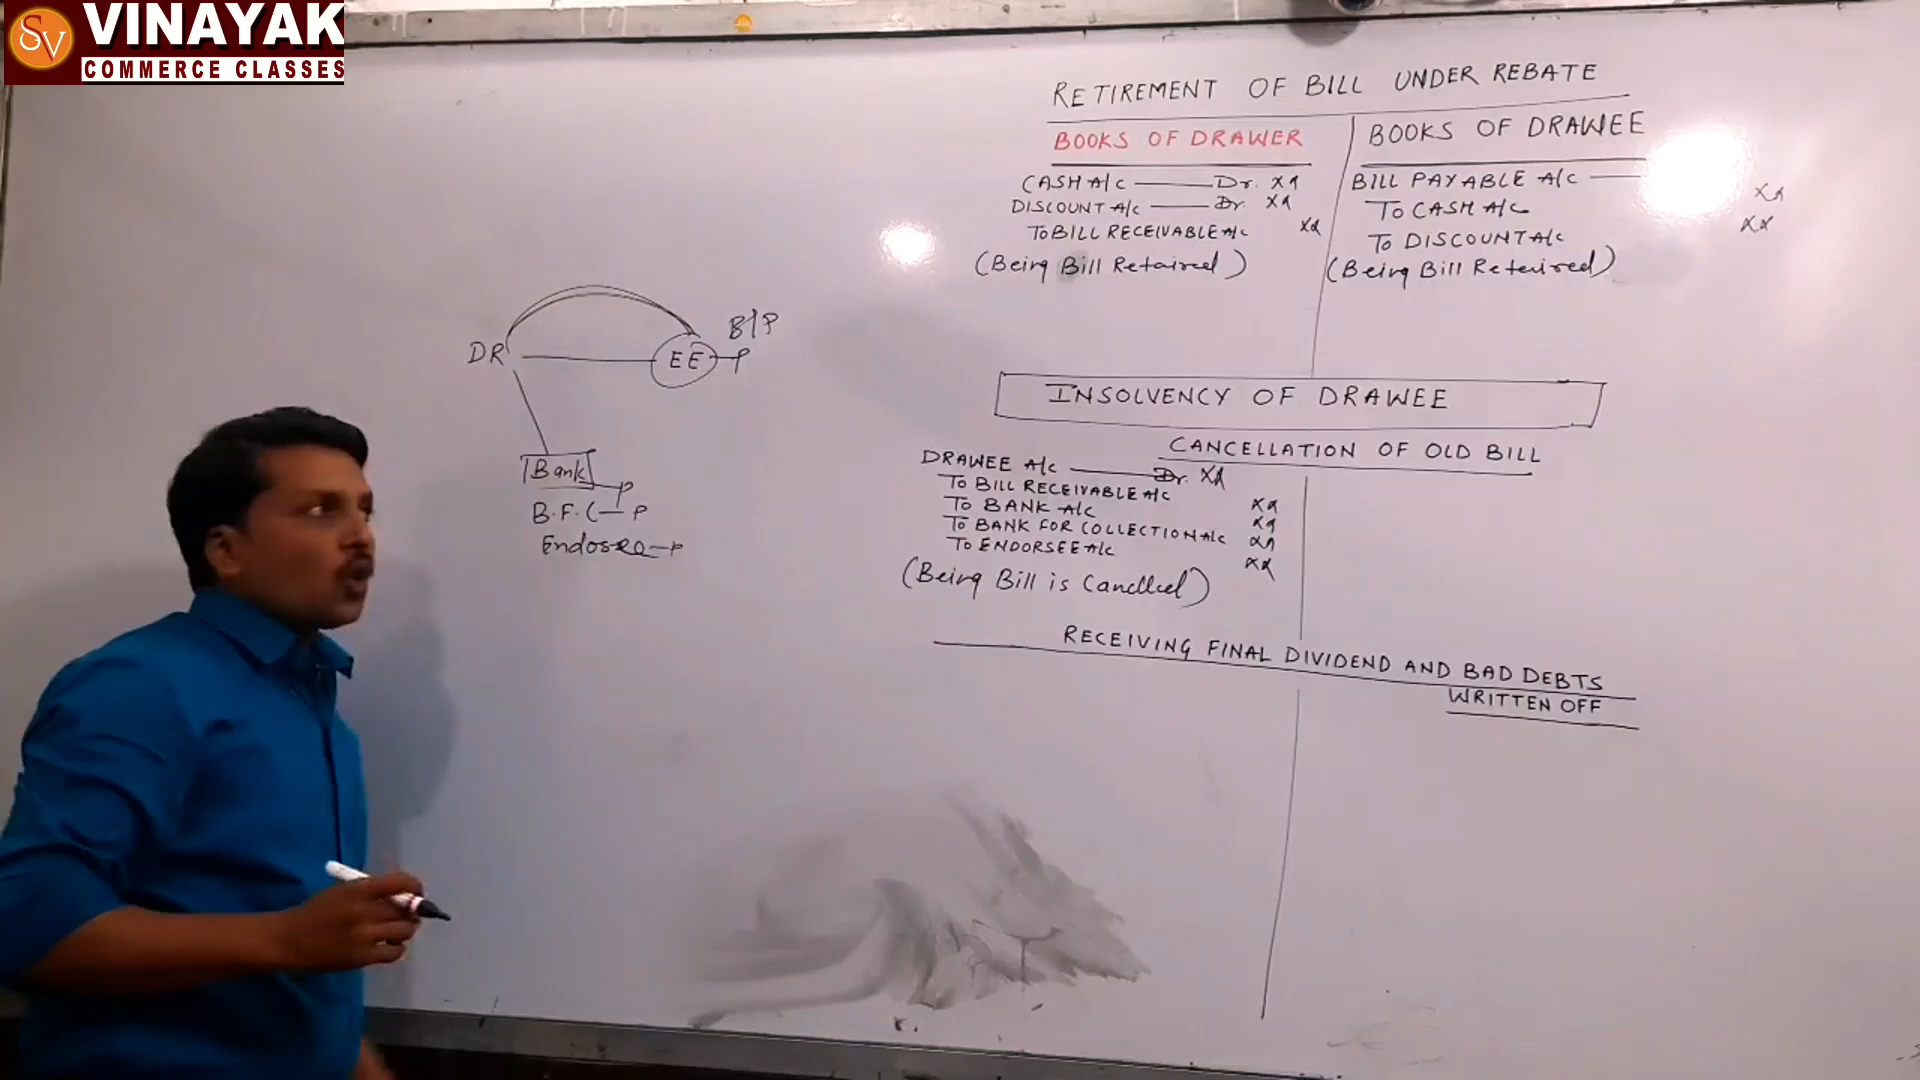 SV VINAYAK
COMMERCE CLASSES
RETIREMENT OF BILL UNDER REBATE
BOOKS OF DRAWER
CASH A/c Dr. XX
DISCOUNT A/c Dr. XX
To BILL RECEIVABLE A/c XX
(Being Bill Retaired)
BOOKS OF DRAWEE
BILL PAYABLE A/c
To CASH A/c XX
To DISCOUNT A/c XX
(Being Bill Reteired)
DR
EE
B/P
P
Bank P
B.F.C P
Endosee P
INSOLVENCY OF DRAWEE
CANCELLATION OF OLD BILL
DRAWEE A/c Dr. XX
To BILL RECEIVABLE A/c XX
To BANK A/c XX
To BANK FOR COLLECTION A/c XX
To ENDORSEE A/c XX
(Being Bill is Cancelled)
RECEIVING FINAL DIVIDEND AND BAD DEBTS
WRITTEN OFF